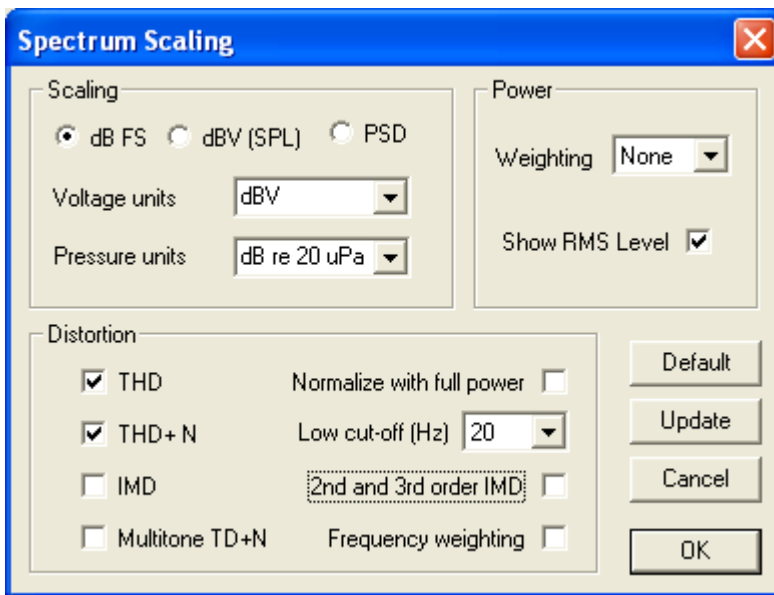 Spectrum Scaling
Scaling
dB FS dBV (SPL) PSD
Voltage units dBV
Pressure units dB re 20 uPa
Power
Weighting None
Show RMS Level
Distortion
THD Normalize with full power
THD+ N Low cut-off (Hz) 20
IMD 2nd and 3rd order IMD
Multitone TD+N Frequency weighting
Default
Update
Cancel
OK